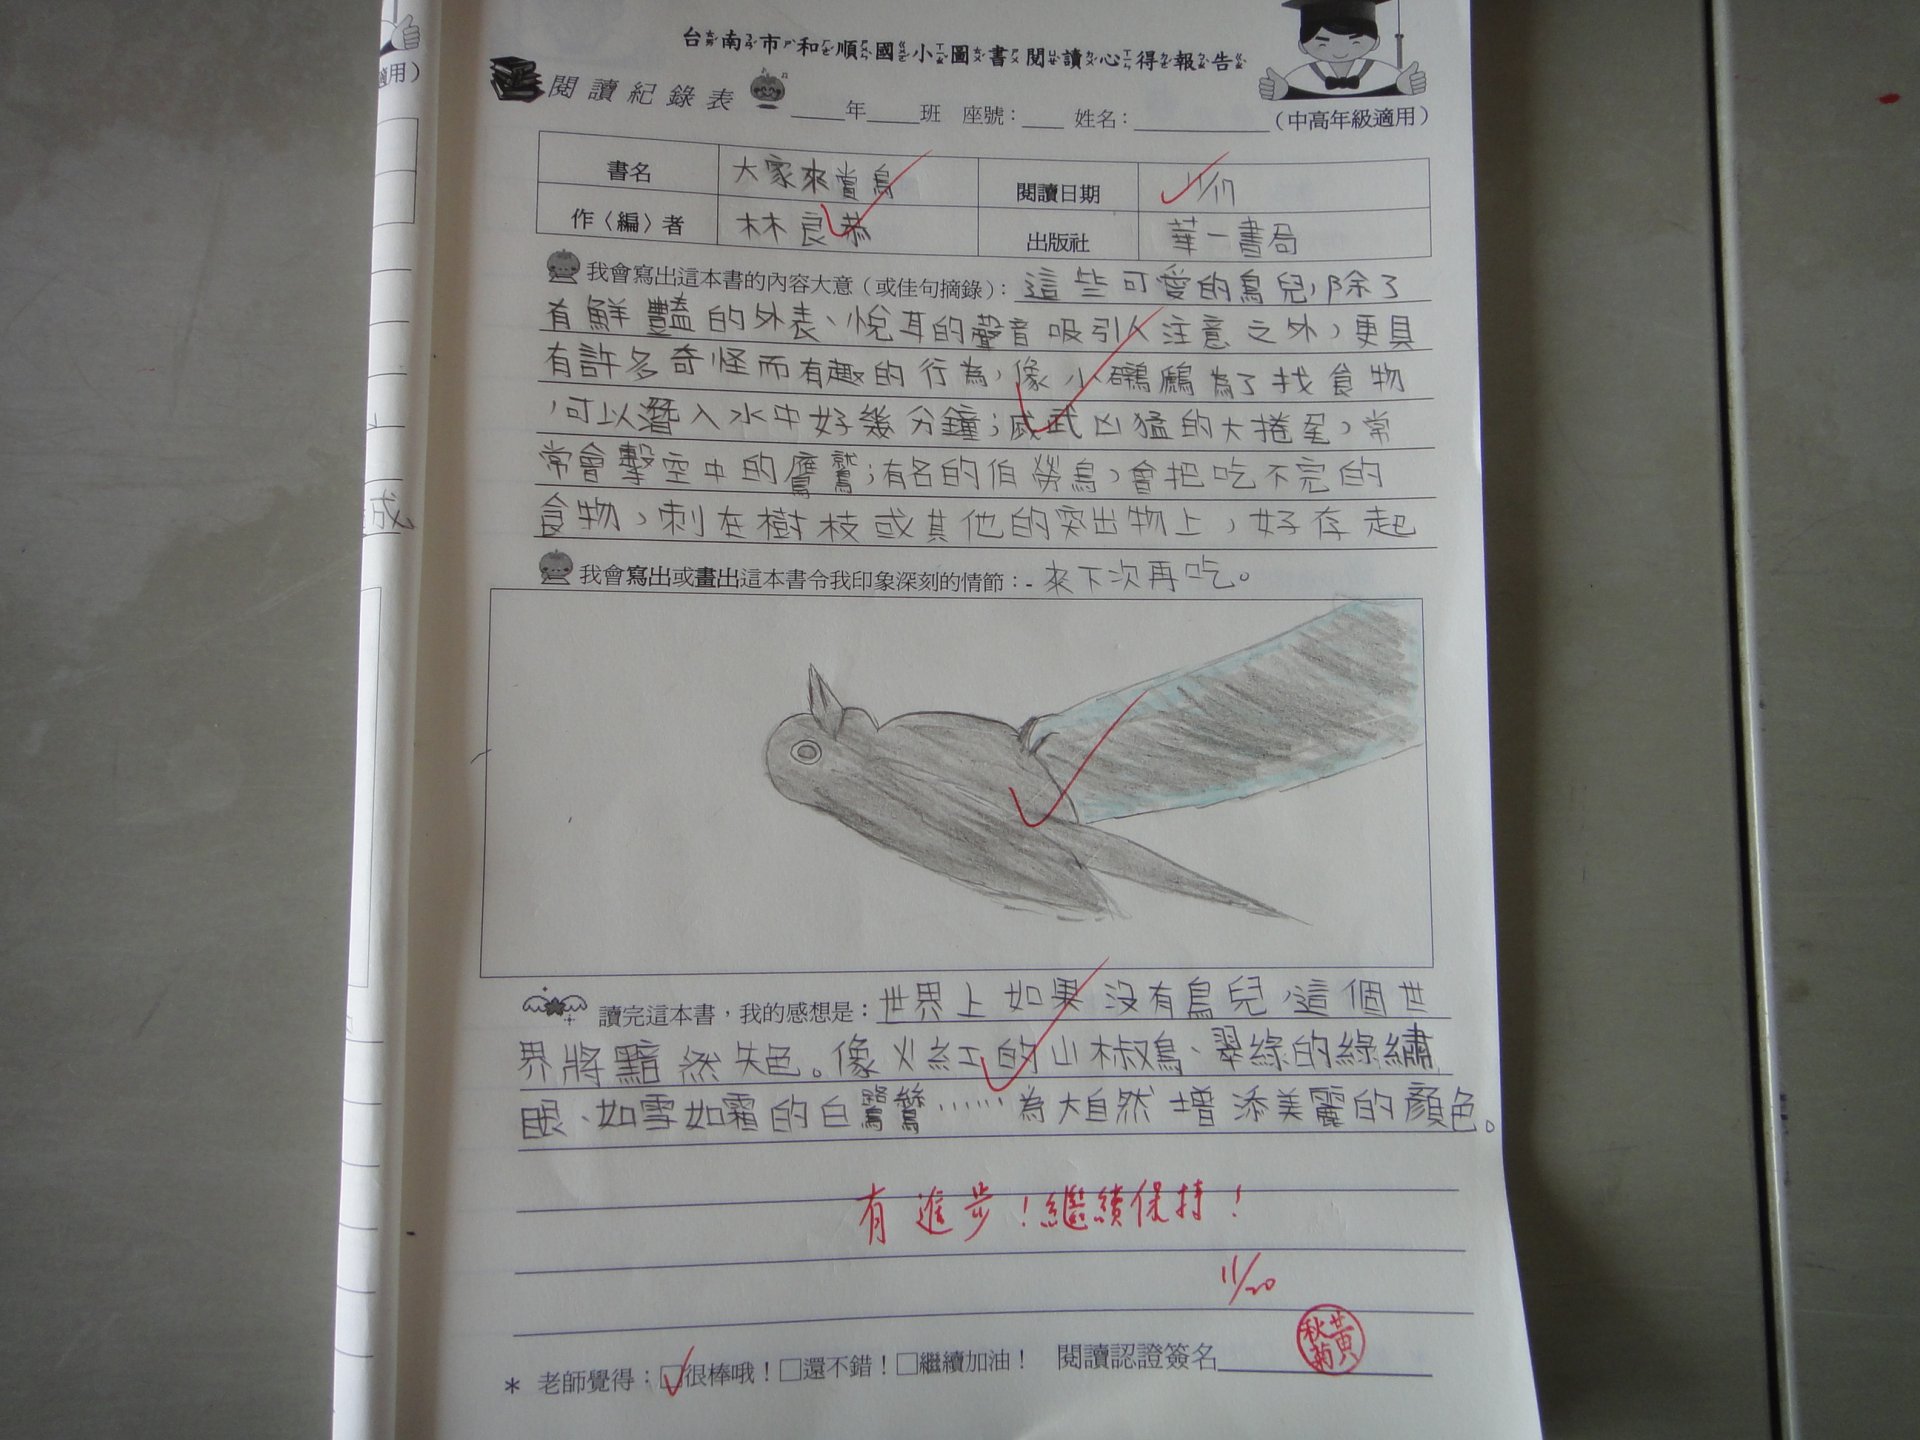 台南市和順國小圖書閱讀心得報告
閱讀紀錄表 ____年____班 座號:____ 姓名:__________(中高年級適用)
書名 大家來賞鳥 閱讀日期 11/17
作〈編〉者 林良恭 出版社 華一書局
我會寫出這本書的內容大意(或佳句摘錄):這些可愛的鳥兒,除了
有鮮豔的外表、悅耳的聲音吸引人注意之外,更具
有許多奇怪而有趣的行為,像小鸊鷉為了找食物
,可以潛入水中好幾分鐘;威武凶猛的大捲尾,常
常會擊空中的鷹鷲;有名的伯勞鳥,會把吃不完的
食物,刺在樹枝或其他的突出物上,好存起
我會寫出或畫出這本書令我印象深刻的情節:-來下次再吃。
讀完這本書,我的感想是:世界上如果沒有鳥兒,這個世
界將黯然失色。像火紅的山椒鳥、翠綠的綠繡
眼、如雪如霜的白鷺鷥……為大自然增添美麗的顏色。
有進步!繼續保持!
11/20
* 老師覺得:☑很棒哦!□還不錯!□繼續加油! 閱讀認證簽名__________
黃秋菊
適用)
成